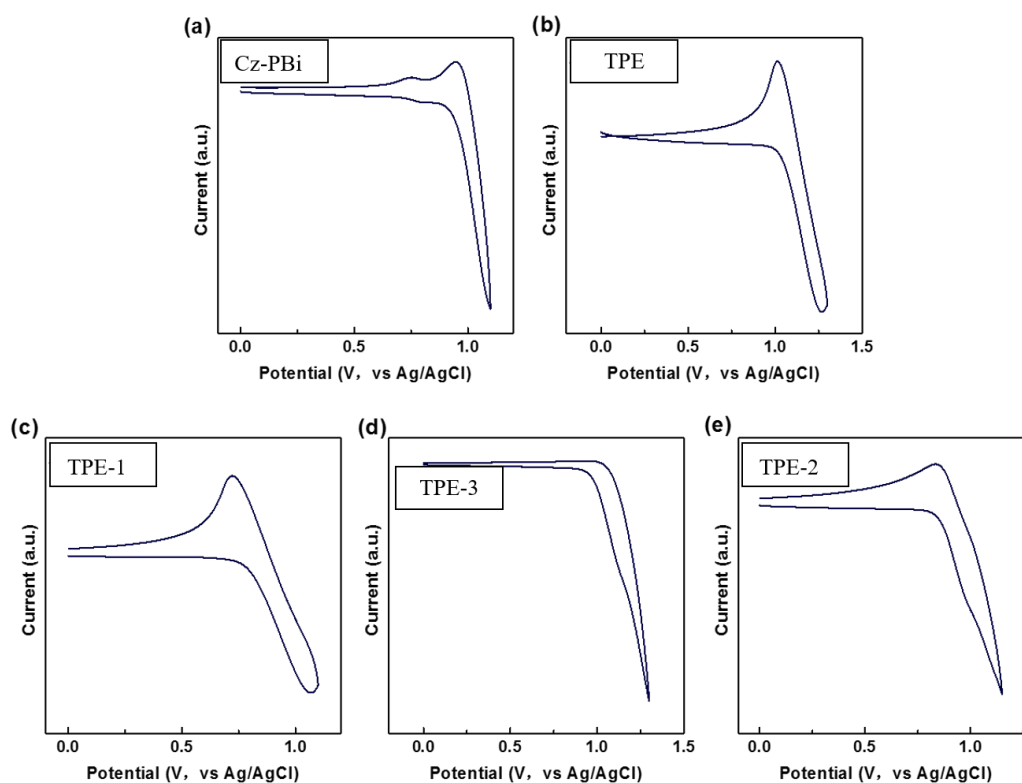 (a)
Cz-PBi
Current (a.u.)
0.0 0.5 1.0
Potential (V, vs Ag/AgCl)
(b)
TPE
Current (a.u.)
0.0 0.5 1.0 1.5
Potential (V, vs Ag/AgCl)
(c)
TPE-1
Current (a.u.)
0.0 0.5 1.0
Potential (V, vs Ag/AgCl)
(d)
TPE-3
Current (a.u.)
0.0 0.5 1.0 1.5
Potential (V, vs Ag/AgCl)
(e)
TPE-2
Current (a.u.)
0.0 0.5 1.0
Potential (V, vs Ag/AgCl)